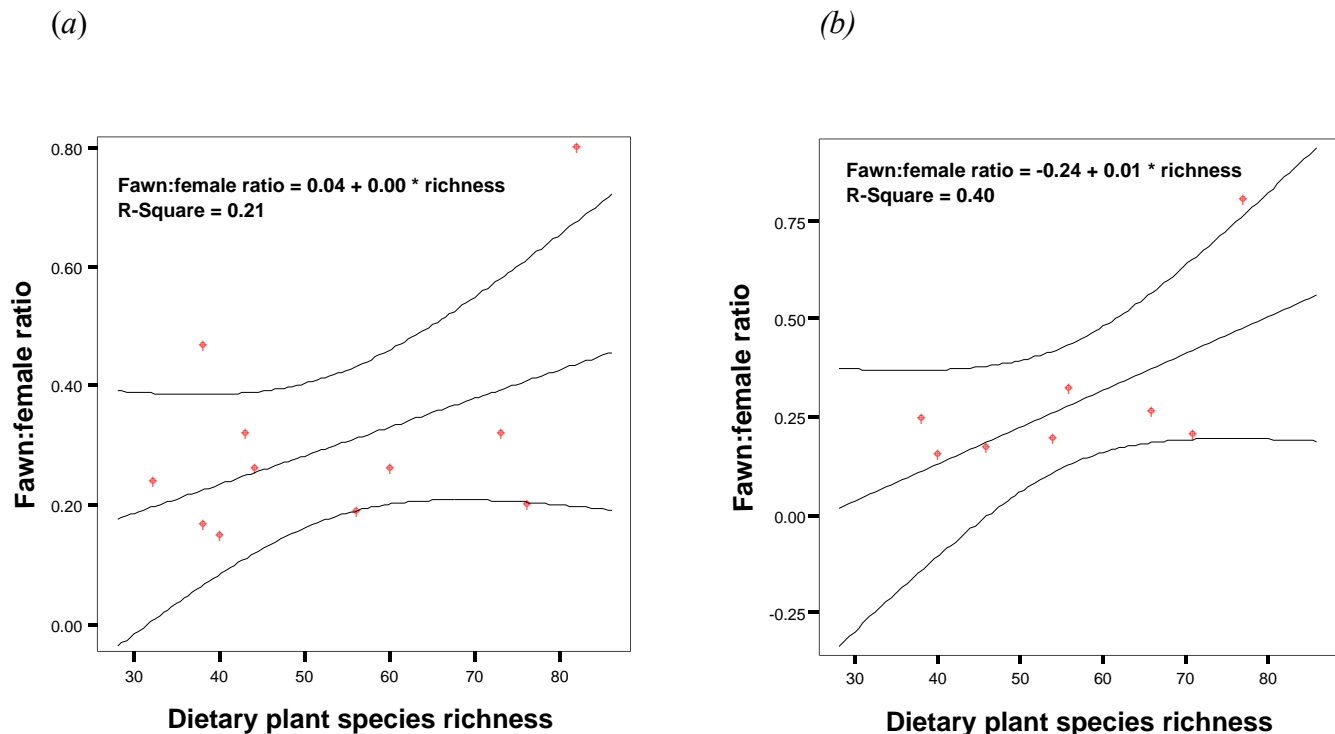 (a)
Fawn:female ratio = 0.04 + 0.00 * richness
R-Square = 0.21
Fawn:female ratio
0.80
0.60
0.40
0.20
0.00
30 40 50 60 70 80
Dietary plant species richness
(b)
Fawn:female ratio = -0.24 + 0.01 * richness
R-Square = 0.40
Fawn:female ratio
0.75
0.50
0.25
0.00
-0.25
30 40 50 60 70 80
Dietary plant species richness